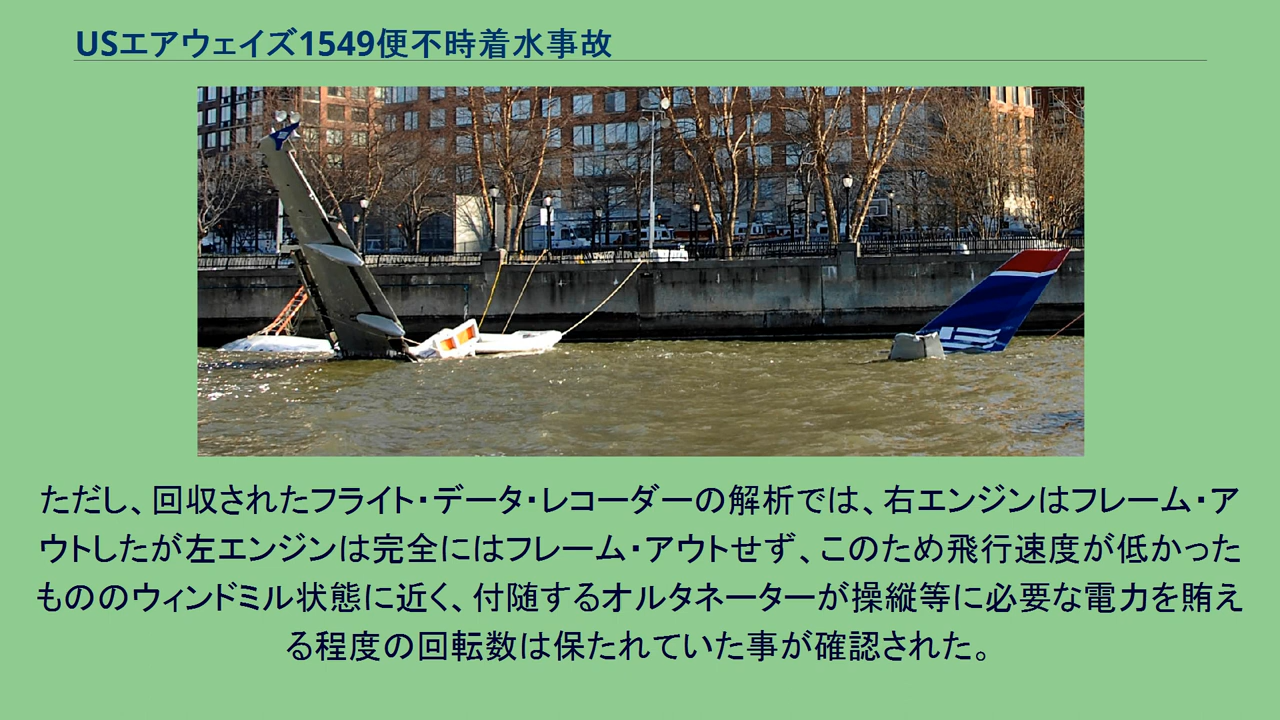 USエアウェイズ1549便不時着水事故
ただし、回収されたフライト・データ・レコーダーの解析では、右エンジンはフレーム・ア
ウトしたが左エンジンは完全にはフレーム・アウトせず、このため飛行速度が低かった
もののウィンドミル状態に近く、付随するオルタネーターが操縦等に必要な電力を賄え
る程度の回転数は保たれていた事が確認された。